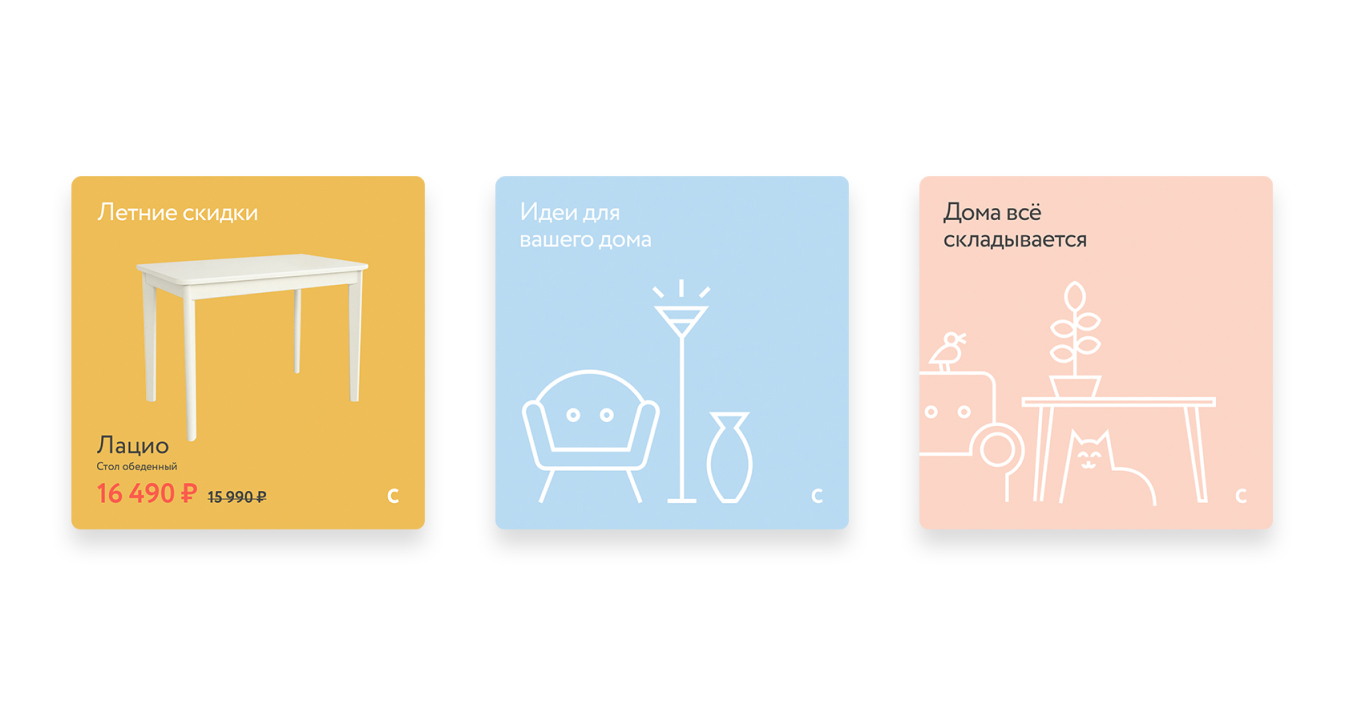 Летние скидки
Лацио
Стол обеденный
16 490 ₽ 15 990 ₽
С
Идеи для
вашего дома
С
Дома всё
складывается
С